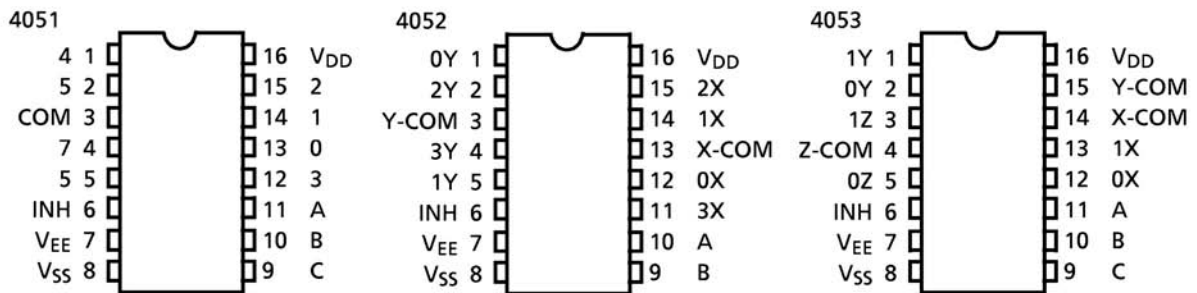 4051
4 1 16 VDD
5 2 15 2
COM 3 14 1
7 4 13 0
5 5 12 3
INH 6 11 A
VEE 7 10 B
VSS 8 9 C
4052
0Y 1 16 VDD
2Y 2 15 2X
Y-COM 3 14 1X
3Y 4 13 X-COM
1Y 5 12 0X
INH 6 11 3X
VEE 7 10 A
VSS 8 9 B
4053
1Y 1 16 VDD
0Y 2 15 Y-COM
1Z 3 14 X-COM
Z-COM 4 13 1X
0Z 5 12 0X
INH 6 11 A
VEE 7 10 B
VSS 8 9 C